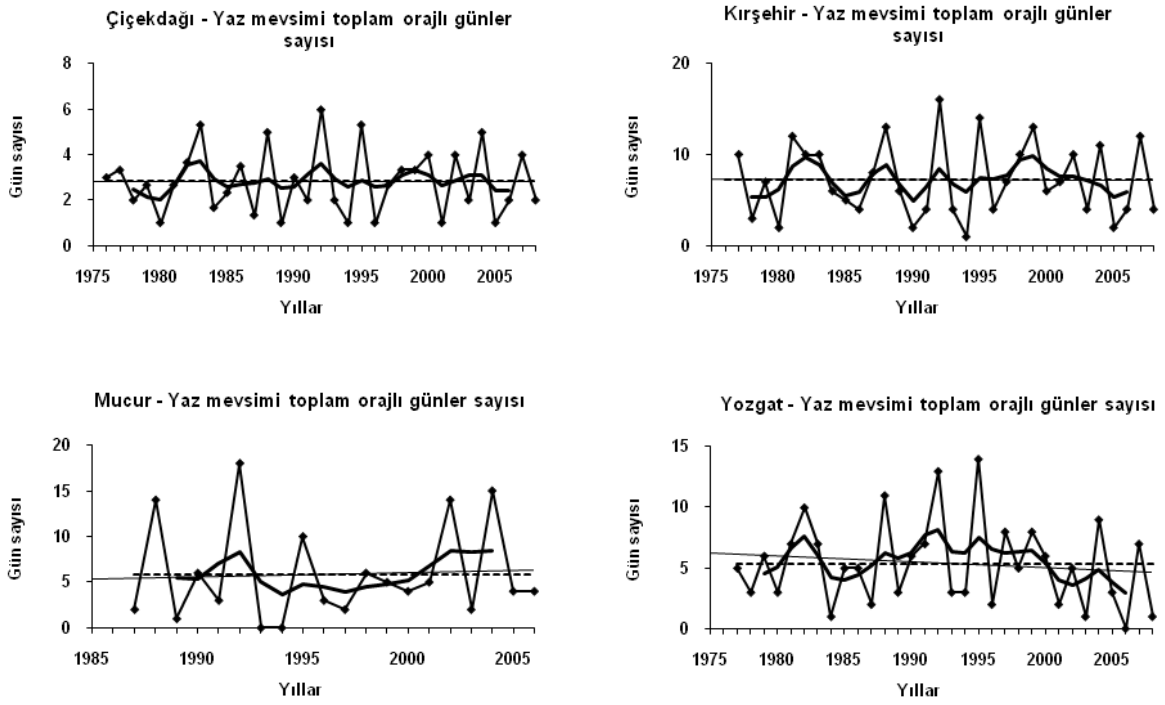 Çiçekdağı - Yaz mevsimi toplam orajlı günler
sayısı
8
6
4
2
0
Gün sayısı
1975 1980 1985 1990 1995 2000 2005
Yıllar
Kırşehir - Yaz mevsimi toplam orajlı günler
sayısı
20
10
0
Gün sayısı
1975 1980 1985 1990 1995 2000 2005
Yıllar
Mucur - Yaz mevsimi toplam orajlı günler sayısı
20
15
10
5
0
Gün sayısı
1985 1990 1995 2000 2005
Yıllar
Yozgat - Yaz mevsimi toplam orajlı günler sayısı
15
10
5
0
Gün sayısı
1975 1980 1985 1990 1995 2000 2005
Yıllar